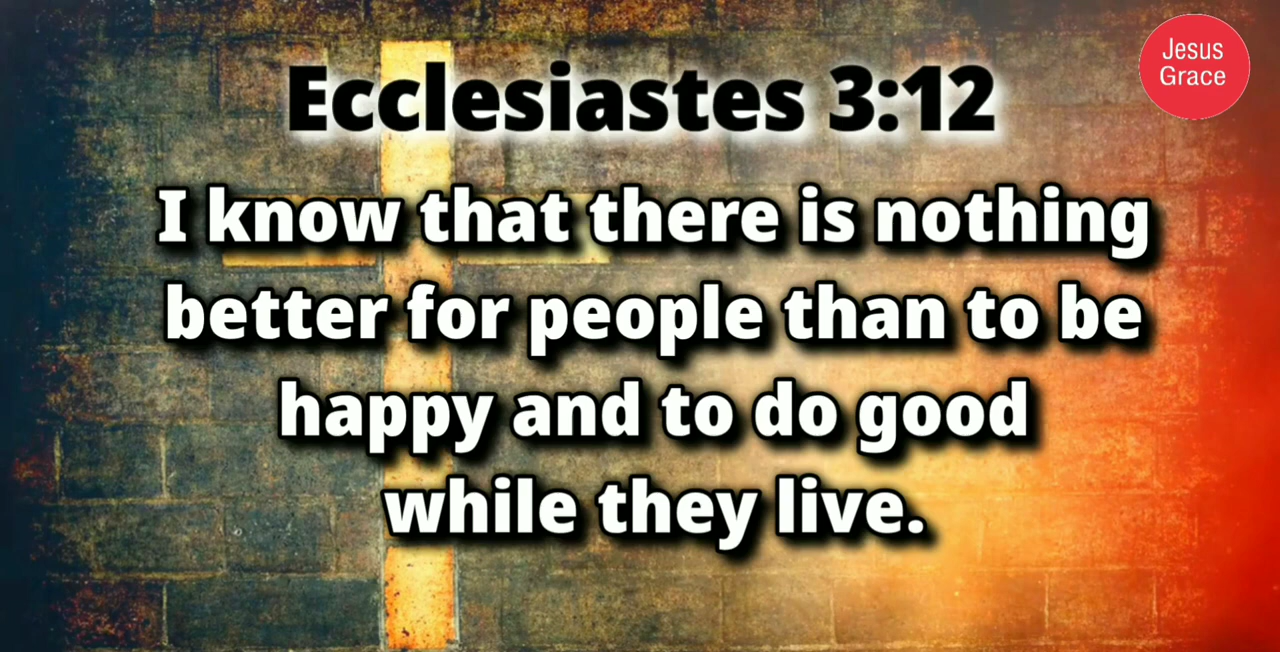 Jesus
Grace
Ecclesiastes 3:12
I know that there is nothing
better for people than to be
happy and to do good
while they live.